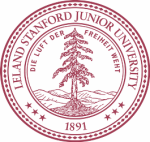 LELAND STANFORD JUNIOR UNIVERSITY
DIE LUFT DER FREIHEIT WEHT
1891